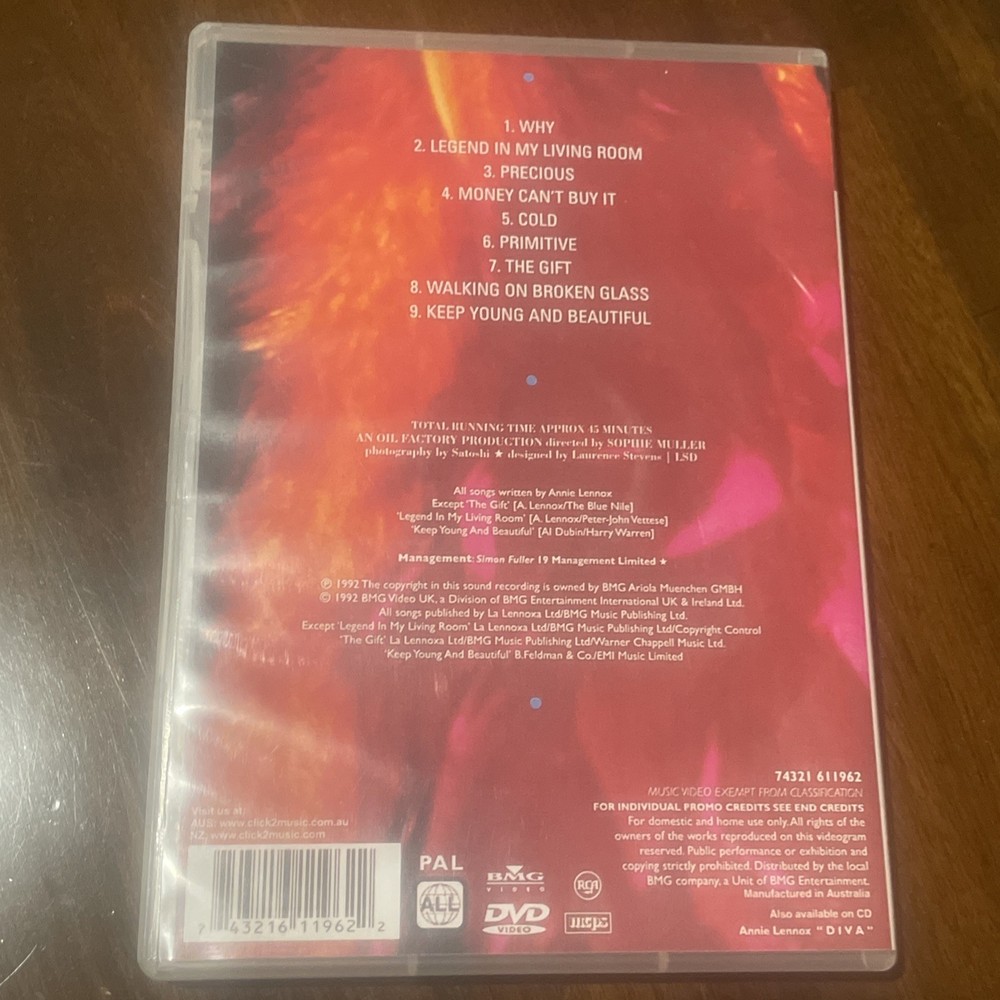 1. WHY
2. LEGEND IN MY LIVING ROOM
3. PRECIOUS
4. MONEY CAN'T BUY IT
5. COLD
6. PRIMITIVE
7. THE GIFT
8. WALKING ON BROKEN GLASS
9. KEEP YOUNG AND BEAUTIFUL
TOTAL RUNNING TIME APPROX 45 MINUTES
AN OIL FACTORY PRODUCTION directed by SOPHIE MULLER
photography by Satoshi ★ designed by Laurence Stevens | LSD
All songs written by Annie Lennox
Except 'The Gift' [A. Lennox/The Blue Nile]
'Legend In My Living Room' [A. Lennox/Peter-John Vettese]
'Keep Young And Beautiful' [Al Dubin/Harry Warren]
Management: Simon Fuller 19 Management Limited ★
℗ 1992 The copyright in this sound recording is owned by BMG Ariola Muenchen GMBH
© 1992 BMG Video UK, a Division of BMG Entertainment International UK & Ireland Ltd.
All songs published by La Lennoxa Ltd/BMG Music Publishing Ltd.
Except 'Legend In My Living Room' La Lennoxa Ltd/BMG Music Publishing Ltd/Copyright Control
'The Gift' La Lennoxa Ltd/BMG Music Publishing Ltd/Warner Chappell Music Ltd.
'Keep Young And Beautiful' B.Feldman & Co./EMI Music Limited
74321 611962
MUSIC VIDEO EXEMPT FROM CLASSIFICATION
FOR INDIVIDUAL PROMO CREDITS SEE END CREDITS
For domestic and home use only. All rights of the
owners of the works reproduced on this videogram
reserved. Public performance or exhibition and
copying strictly prohibited. Distributed by the local
BMG company, a Unit of BMG Entertainment.
Manufactured in Australia
Also available on CD
Annie Lennox "DIVA"
Visit us at:
AUS: www.click2music.com.au
NZ: www.click2music.com
7 43216 11962 2
PAL
ALL
BMG
VIDEO
DVD
VIDEO
RCA
mcps